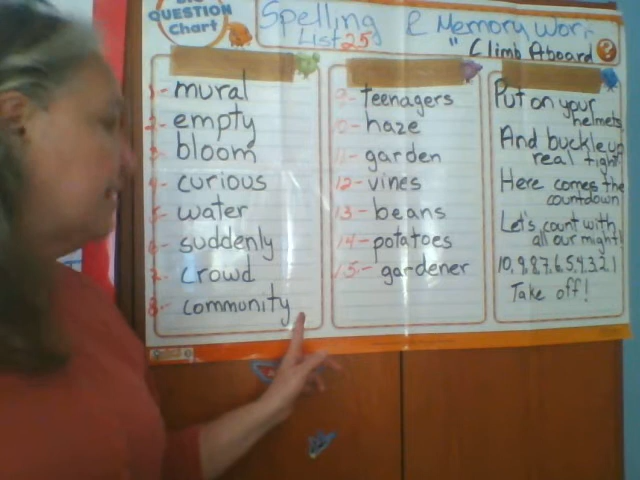 QUESTION
Chart
Spelling
List 25
& Memory Work
"Climb Aboard
?
1- mural
2- empty
3- bloom
4- curious
5- water
6- suddenly
7- crowd
8- community
9- teenagers
10- haze
11- garden
12- vines
13- beans
14- potatoes
15- gardener
Put on your
helmets
And buckle up
real tight
Here comes the
countdown
Let's count with
all our might!
10, 9, 8, 7, 6, 5, 4, 3, 2, 1
Take off!